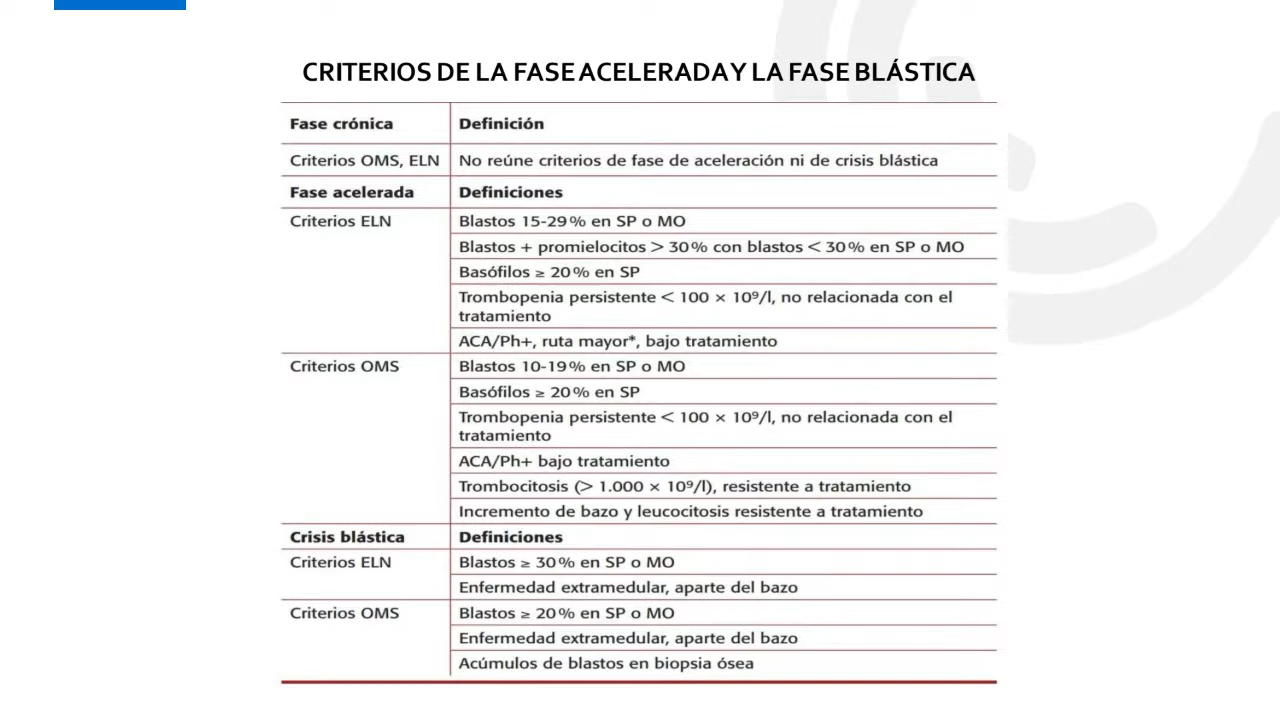 CRITERIOS DE LA FASE ACELERADA Y LA FASE BLÁSTICA
Fase crónica Definición
Criterios OMS, ELN No reúne criterios de fase de aceleración ni de crisis blástica
Fase acelerada Definiciones
Criterios ELN Blastos 15-29% en SP o MO
Blastos + promielocitos > 30% con blastos < 30% en SP o MO
Basófilos ≥ 20% en SP
Trombopenia persistente < 100 × 10⁹/l, no relacionada con el
tratamiento
ACA/Ph+, ruta mayor*, bajo tratamiento
Criterios OMS Blastos 10-19% en SP o MO
Basófilos ≥ 20% en SP
Trombopenia persistente < 100 × 10⁹/l, no relacionada con el
tratamiento
ACA/Ph+ bajo tratamiento
Trombocitosis (> 1.000 × 10⁹/l), resistente a tratamiento
Incremento de bazo y leucocitosis resistente a tratamiento
Crisis blástica Definiciones
Criterios ELN Blastos ≥ 30% en SP o MO
Enfermedad extramedular, aparte del bazo
Criterios OMS Blastos ≥ 20% en SP o MO
Enfermedad extramedular, aparte del bazo
Acúmulos de blastos en biopsia ósea